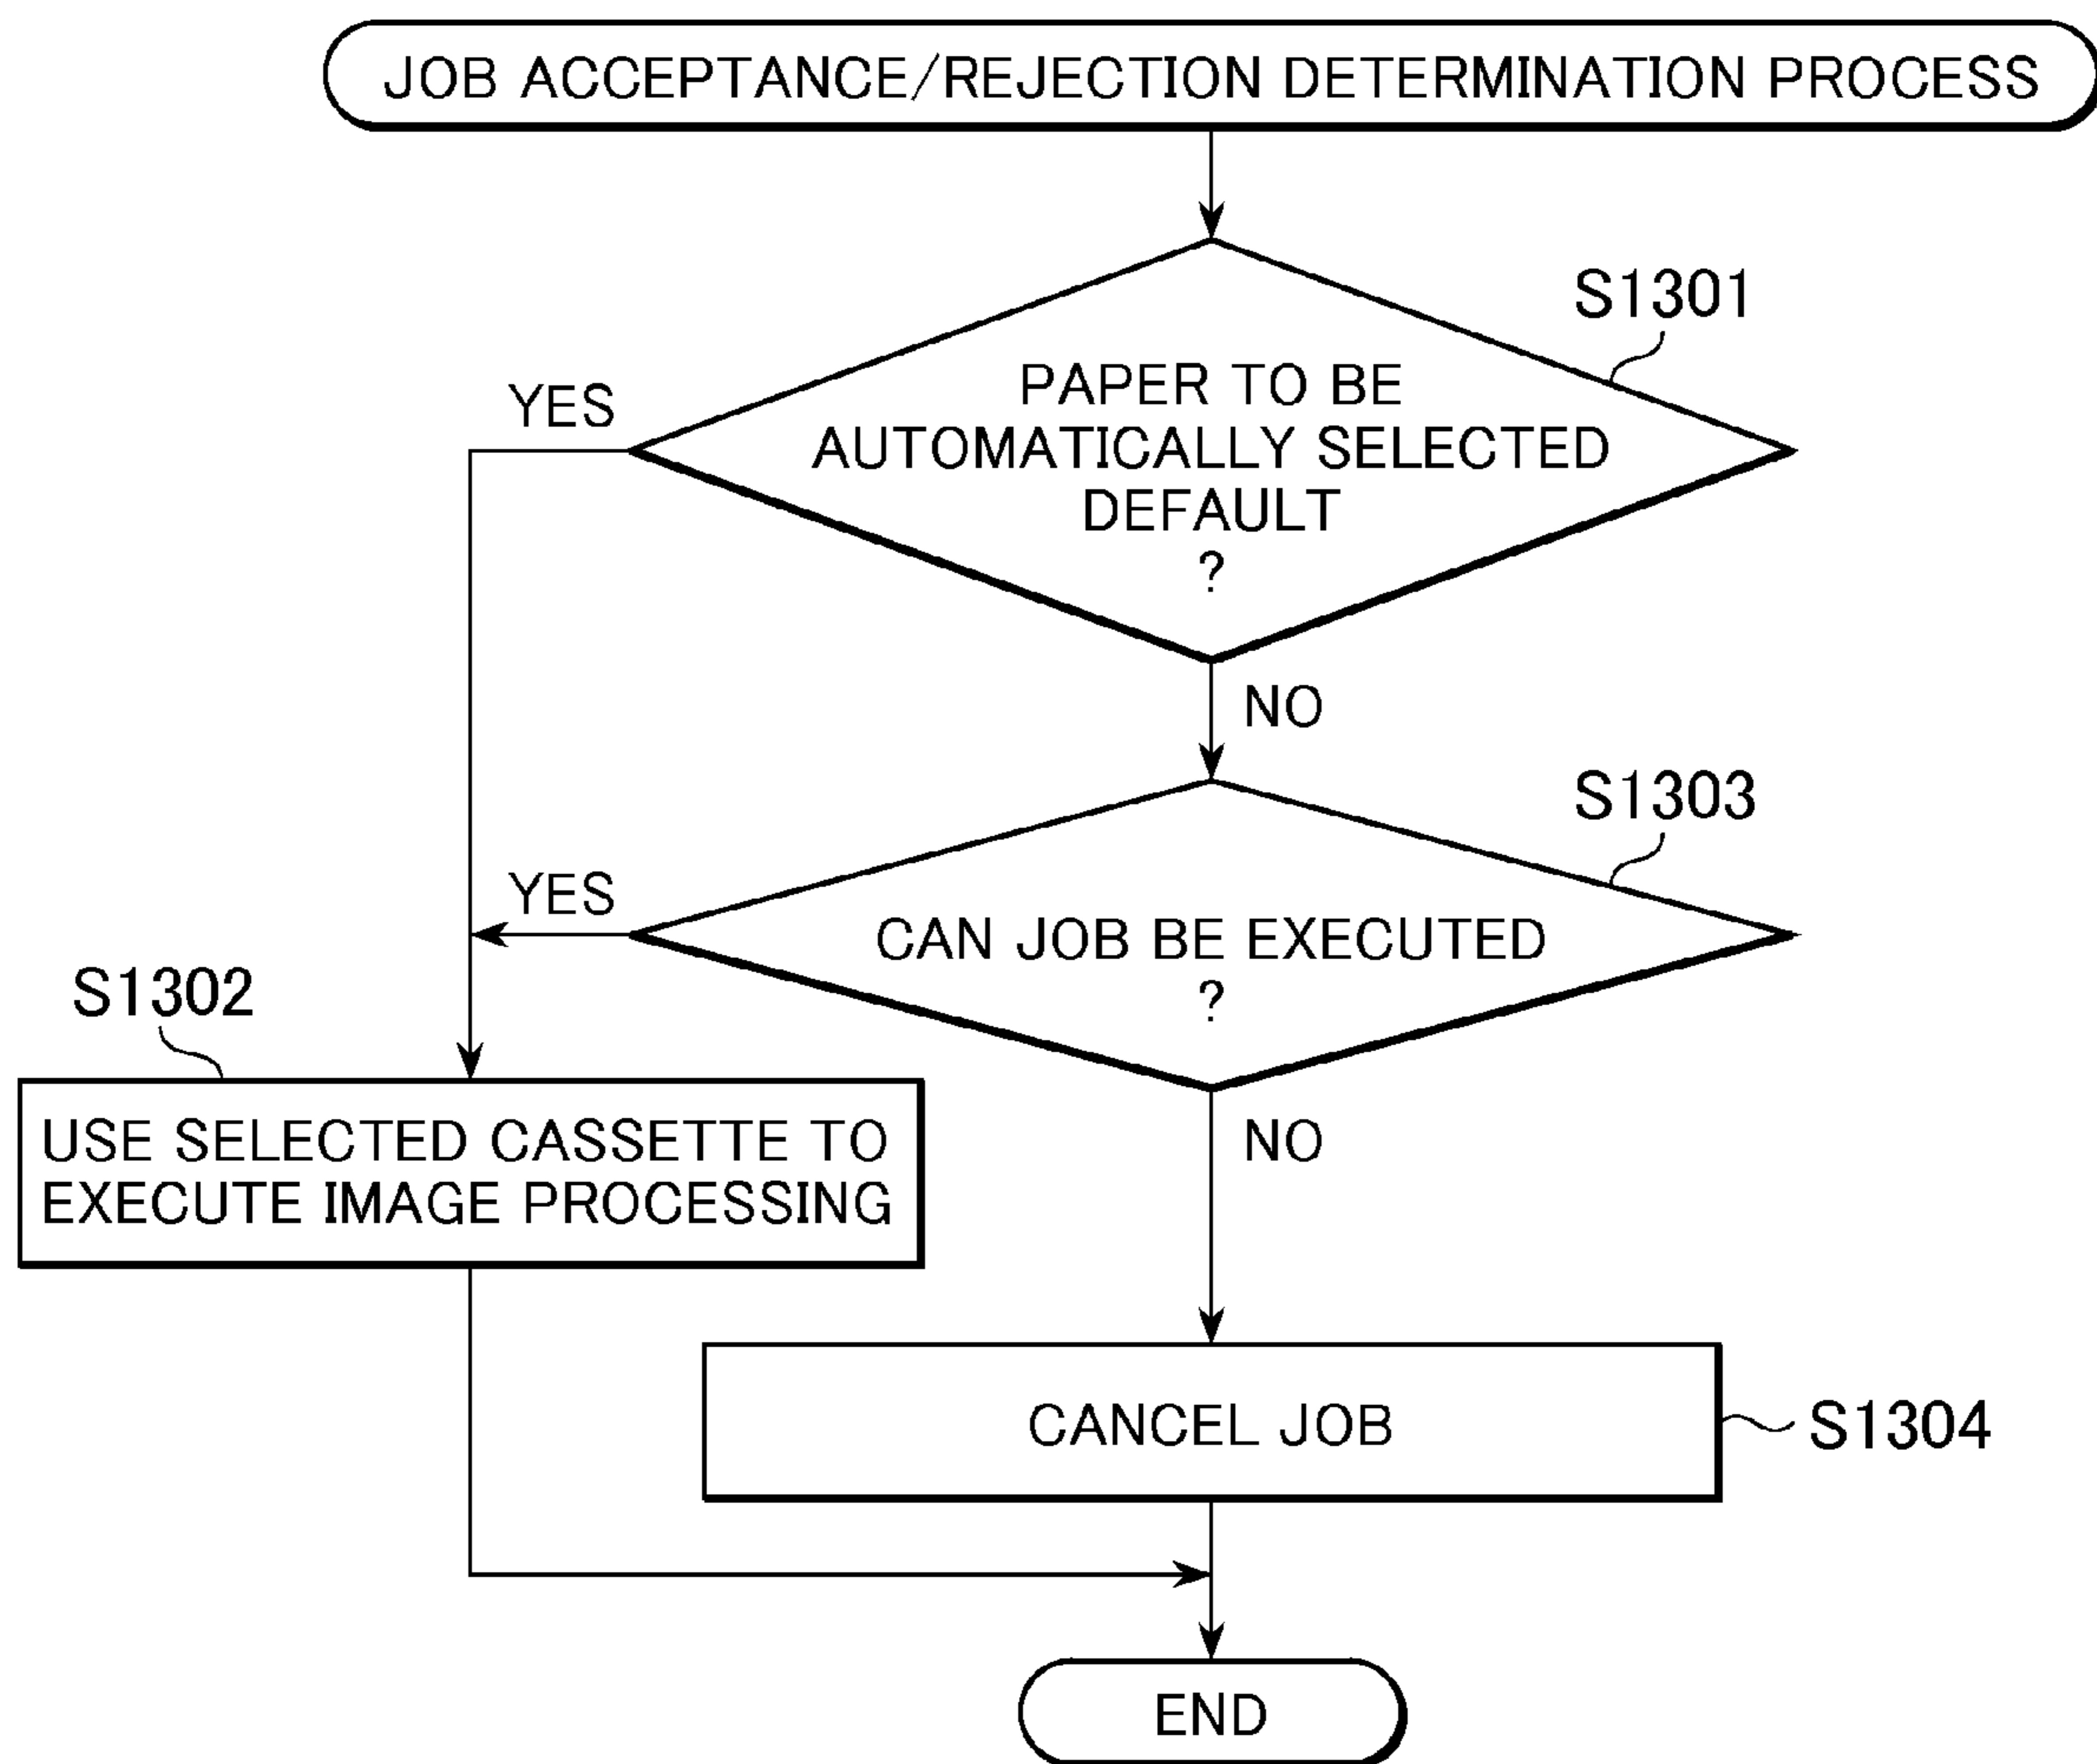 JOB ACCEPTANCE/REJECTION DETERMINATION PROCESS
S1301
PAPER TO BE
AUTOMATICALLY SELECTED
DEFAULT
?
YES
NO
S1303
CAN JOB BE EXECUTED
?
YES
NO
S1302
USE SELECTED CASSETTE TO
EXECUTE IMAGE PROCESSING
CANCEL JOB
S1304
END